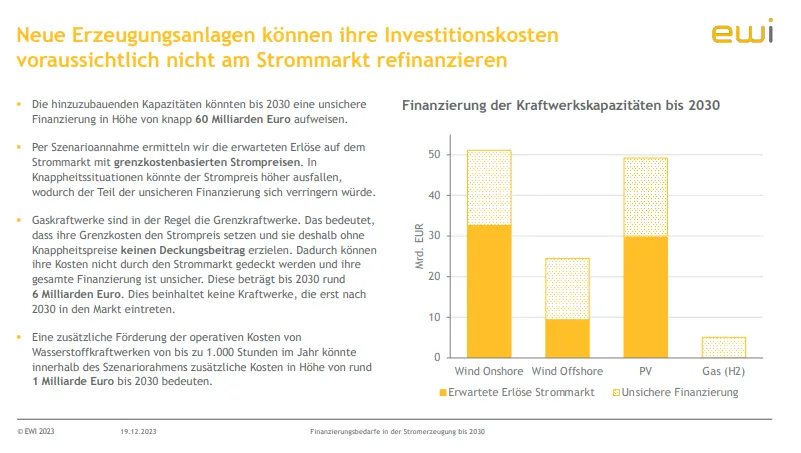 Neue Erzeugungsanlagen können ihre Investitionskosten
voraussichtlich nicht am Strommarkt refinanzieren
ewi
Die hinzuzubauenden Kapazitäten könnten bis 2030 eine unsichere
Finanzierung in Höhe von knapp 60 Milliarden Euro aufweisen.
Per Szenarioannahme ermitteln wir die erwarteten Erlöse auf dem
Strommarkt mit grenzkostenbasierten Strompreisen. In
Knappheitssituationen könnte der Strompreis höher ausfallen,
wodurch der Teil der unsicheren Finanzierung sich verringern würde.
Gaskraftwerke sind in der Regel die Grenzkraftwerke. Das bedeutet,
dass ihre Grenzkosten den Strompreis setzen und sie deshalb ohne
Knappheitspreise keinen Deckungsbeitrag erzielen. Dadurch können
ihre Kosten nicht durch den Strommarkt gedeckt werden und ihre
gesamte Finanzierung ist unsicher. Diese beträgt bis 2030 rund
6 Milliarden Euro. Dies beinhaltet keine Kraftwerke, die erst nach
2030 in den Markt eintreten.
Eine zusätzliche Förderung der operativen Kosten von
Wasserstoffkraftwerken von bis zu 1.000 Stunden im Jahr könnte
innerhalb des Szenariorahmens zusätzliche Kosten in Höhe von rund
1 Milliarde Euro bis 2030 bedeuten.
Finanzierung der Kraftwerkskapazitäten bis 2030
Mrd. EUR
50
40
30
20
10
0
Wind Onshore Wind Offshore PV Gas (H2)
Erwartete Erlöse Strommarkt Unsichere Finanzierung
© EWI 2023 19.12.2023 Finanzierungsbedarfe in der Stromerzeugung bis 2030